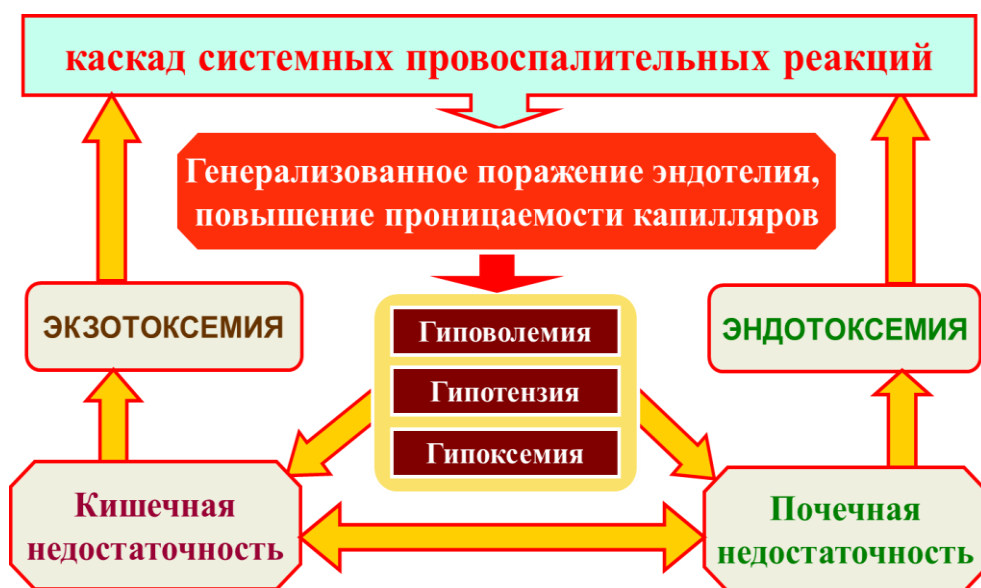 каскад системных провоспалительных реакций
Генерализованное поражение эндотелия,
повышение проницаемости капилляров
ЭКЗОТОКСЕМИЯ
Гиповолемия
Гипотензия
Гипоксемия
ЭНДОТОКСЕМИЯ
Кишечная
недостаточность
Почечная
недостаточность